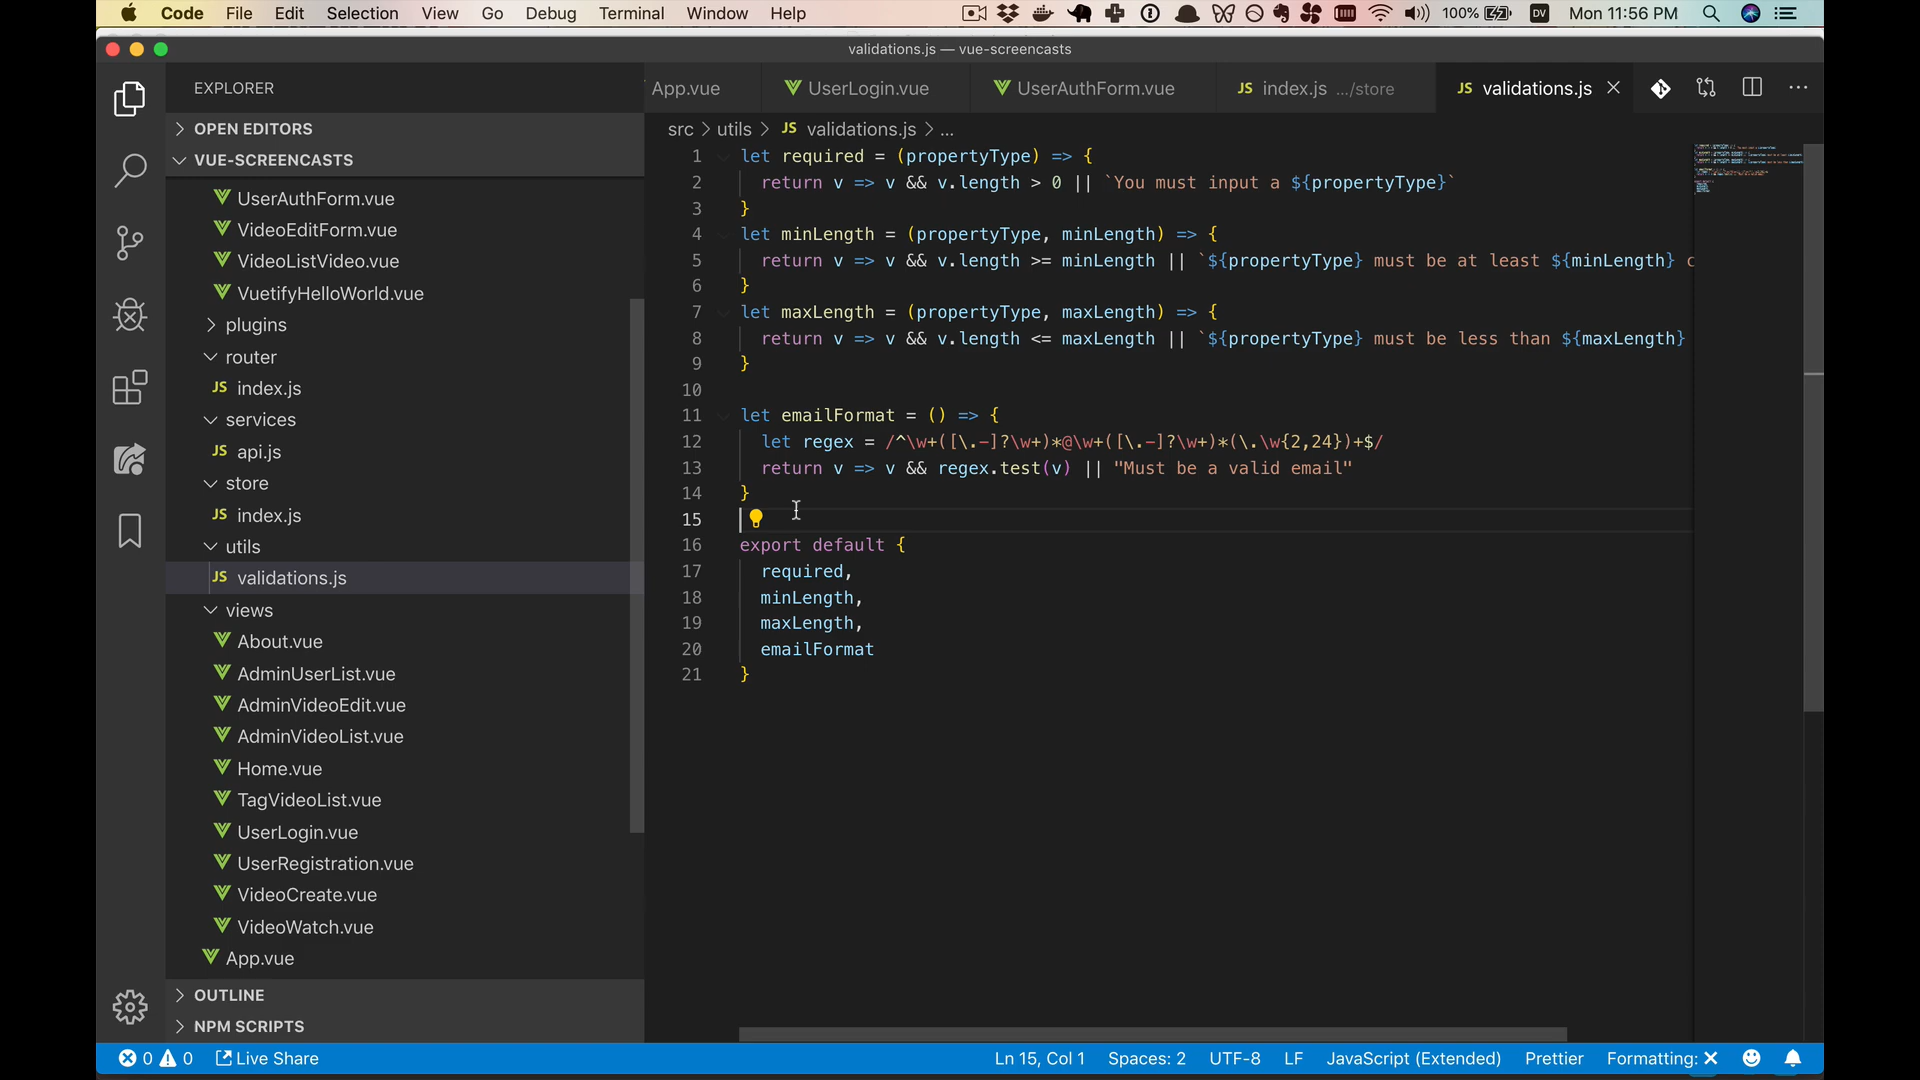 Code File Edit Selection View Go Debug Terminal Window Help 100% DV Mon 11:56 PM
validations.js — vue-screencasts
EXPLORER
OPEN EDITORS
VUE-SCREENCASTS
UserAuthForm.vue
VideoEditForm.vue
VideoListVideo.vue
VuetifyHelloWorld.vue
plugins
router
JS index.js
services
JS api.js
store
JS index.js
utils
JS validations.js
views
About.vue
AdminUserList.vue
AdminVideoEdit.vue
AdminVideoList.vue
Home.vue
TagVideoList.vue
UserLogin.vue
UserRegistration.vue
VideoCreate.vue
VideoWatch.vue
App.vue
OUTLINE
NPM SCRIPTS
App.vue UserLogin.vue UserAuthForm.vue JS index.js .../store JS validations.js
src > utils > JS validations.js > ...
1 let required = (propertyType) => {
2 return v => v && v.length > 0 || `You must input a ${propertyType}`
3 }
4 let minLength = (propertyType, minLength) => {
5 return v => v && v.length >= minLength || `${propertyType} must be at least ${minLength} c
6 }
7 let maxLength = (propertyType, maxLength) => {
8 return v => v && v.length <= maxLength || `${propertyType} must be less than ${maxLength}
9 }
10
11 let emailFormat = () => {
12 let regex = /^\w+([\.-]?\w+)*@\w+([\.-]?\w+)*(\.\w{2,24})+$/
13 return v => v && regex.test(v) || "Must be a valid email"
14 }
15
16 export default {
17 required,
18 minLength,
19 maxLength,
20 emailFormat
21 }
0 0 Live Share Ln 15, Col 1 Spaces: 2 UTF-8 LF JavaScript (Extended) Prettier Formatting: ×